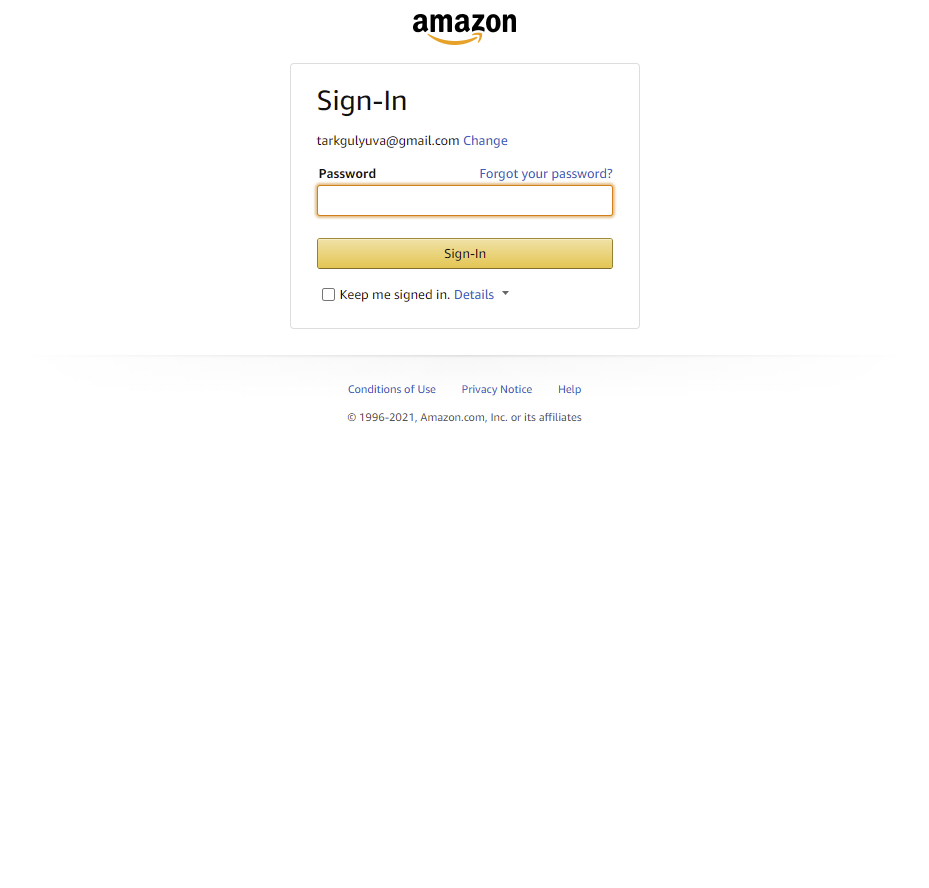 amazon
Sign-In
tarkgulyuva@gmail.com Change
Password Forgot your password?
Sign-In
Keep me signed in. Details
Conditions of Use Privacy Notice Help
© 1996-2021, Amazon.com, Inc. or its affiliates